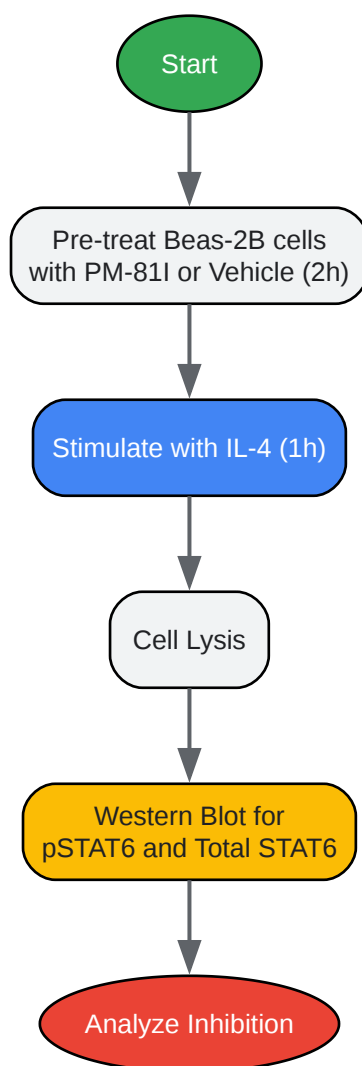 Start
Pre-treat Beas-2B cells
with PM-81I or Vehicle (2h)
Stimulate with IL-4 (1h)
Cell Lysis
Western Blot for
pSTAT6 and Total STAT6
Analyze Inhibition